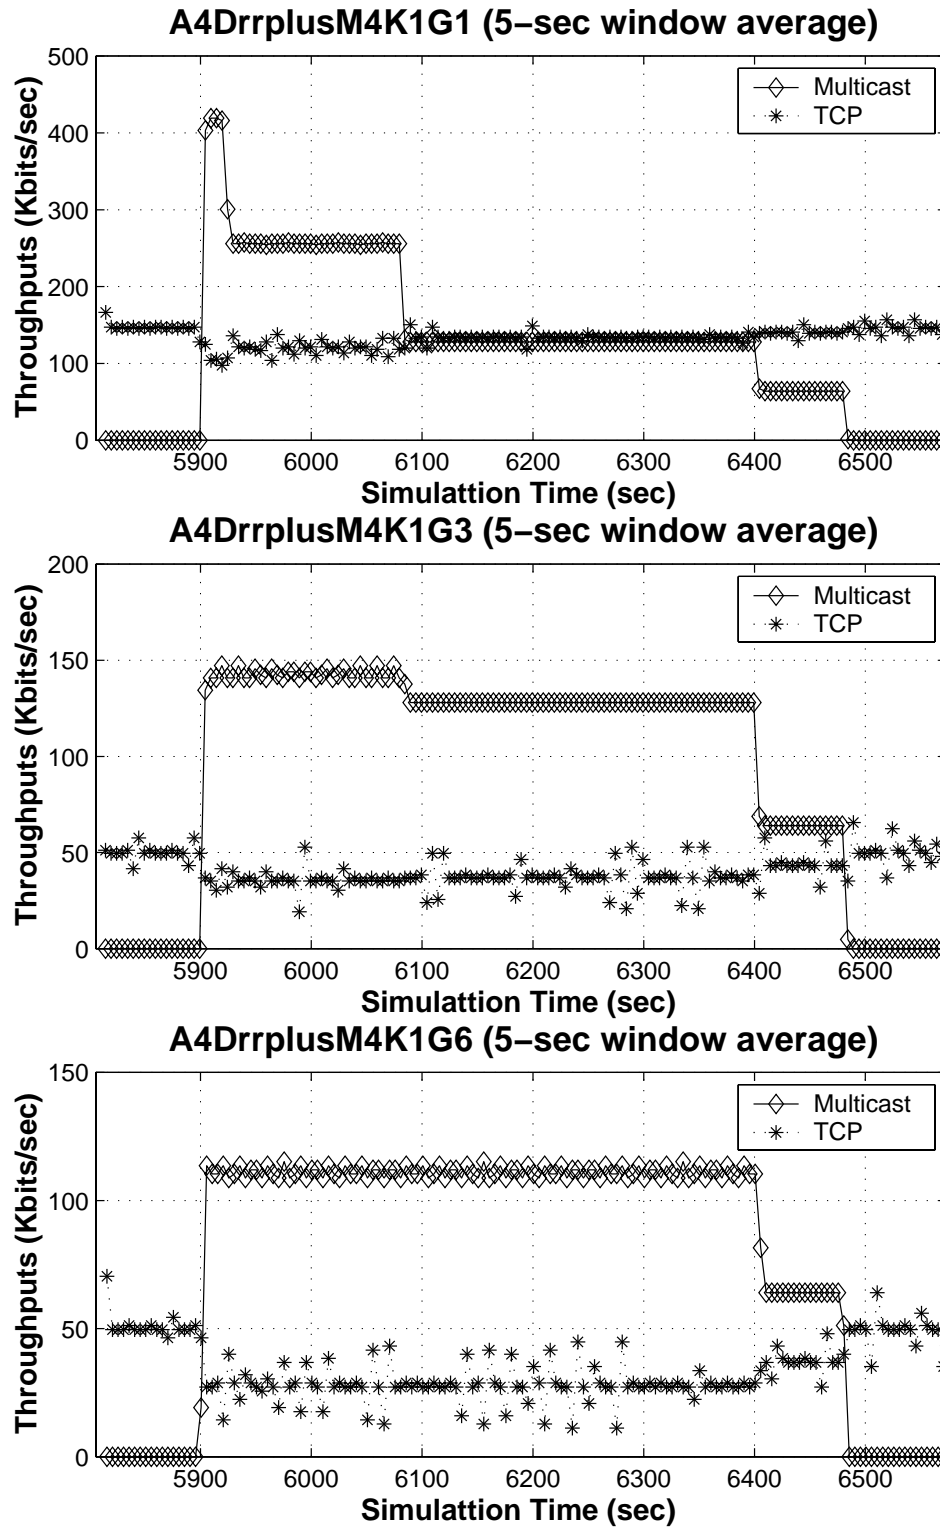 A4DrrplusM4K1G1 (5−sec window average)
500
400
300
200
100
0
Throughputs (Kbits/sec)
Multicast
TCP
5900 6000 6100 6200 6300 6400 6500
Simulattion Time (sec)
A4DrrplusM4K1G3 (5−sec window average)
200
150
100
50
0
Throughputs (Kbits/sec)
Multicast
TCP
5900 6000 6100 6200 6300 6400 6500
Simulattion Time (sec)
A4DrrplusM4K1G6 (5−sec window average)
150
100
50
0
Throughputs (Kbits/sec)
Multicast
TCP
5900 6000 6100 6200 6300 6400 6500
Simulattion Time (sec)